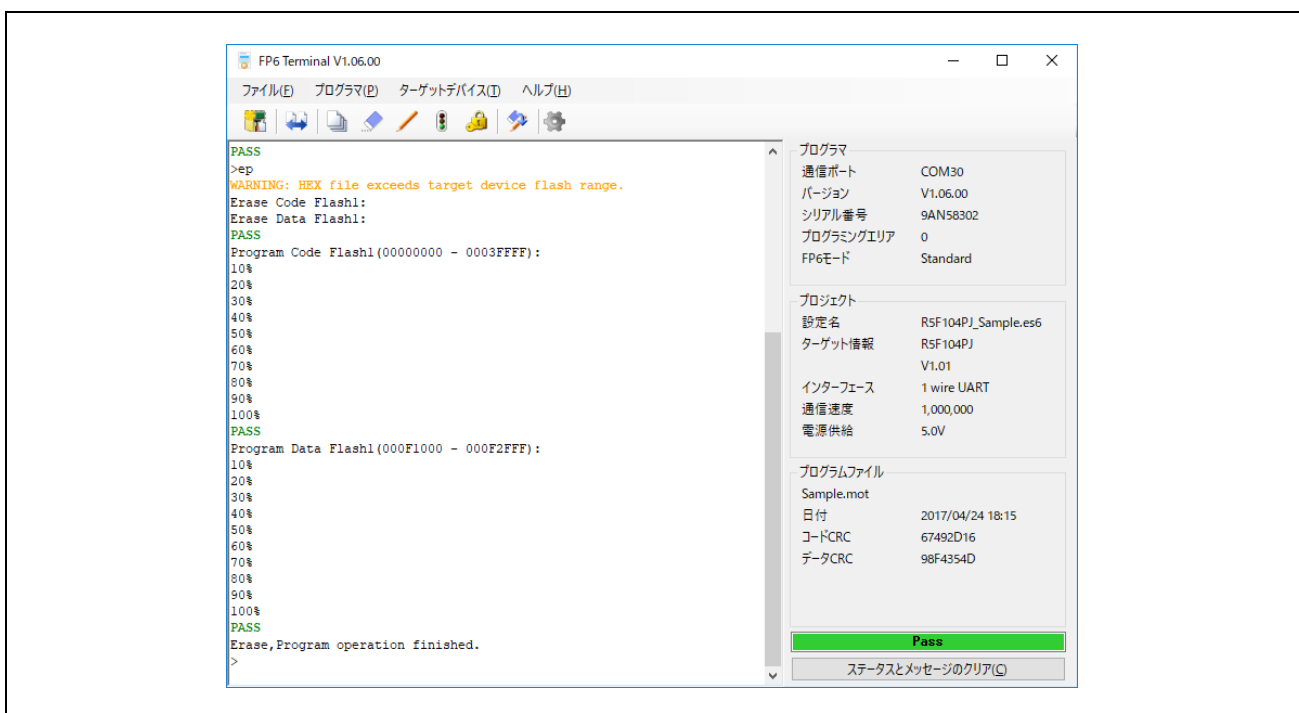 FP6 Terminal V1.06.00
ファイル(F) プログラマ(P) ターゲットデバイス(T) ヘルプ(H)
PASS
>ep
WARNING: HEX file exceeds target device flash range.
Erase Code Flash1:
Erase Data Flash1:
PASS
Program Code Flash1(00000000 - 0003FFFF):
10%
20%
30%
40%
50%
60%
70%
80%
90%
100%
PASS
Program Data Flash1(000F1000 - 000F2FFF):
10%
20%
30%
40%
50%
60%
70%
80%
90%
100%
PASS
Erase,Program operation finished.
>
プログラマ
通信ポート COM30
バージョン V1.06.00
シリアル番号 9AN58302
プログラミングエリア 0
FP6モード Standard
プロジェクト
設定名 R5F104PJ_Sample.es6
ターゲット情報 R5F104PJ
V1.01
インターフェース 1 wire UART
通信速度 1,000,000
電源供給 5.0V
プログラムファイル
Sample.mot
日付 2017/04/24 18:15
コードCRC 67492D16
データCRC 98F4354D
Pass
ステータスとメッセージのクリア(C)